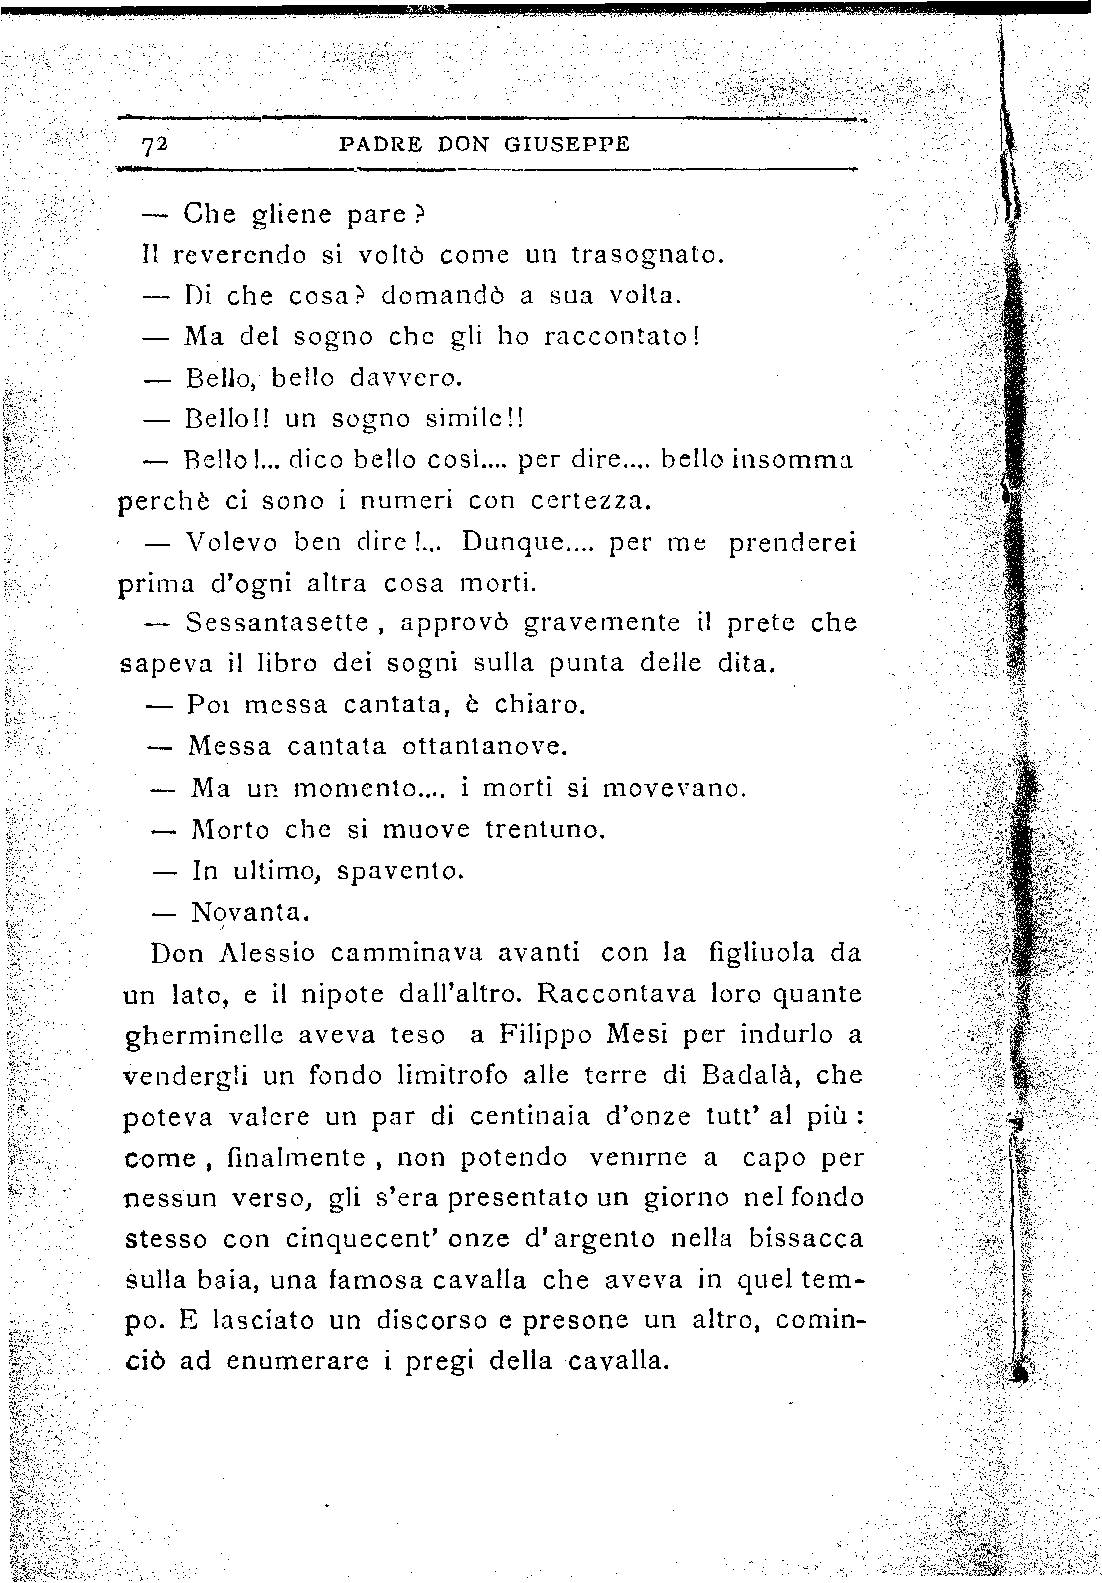 72 PADRE DON GIUSEPPE
— Che gliene pare?
Il reverendo si voltò come un trasognato.
— Di che cosa? domandò a sua volta.
— Ma del sogno che gli ho raccontato!
— Bello, bello davvero.
— Bello!! un sogno simile!!
— Bello!... dico bello così.... per dire.... bello insomma
perchè ci sono i numeri con certezza.
— Volevo ben dire!... Dunque.... per me prenderei
prima d'ogni altra cosa morti.
— Sessantasette, approvò gravemente il prete che
sapeva il libro dei sogni sulla punta delle dita.
— Poi messa cantata, è chiaro.
— Messa cantata ottantanove.
— Ma un momento.... i morti si movevano.
— Morto che si muove trentuno.
— In ultimo, spavento.
— Novanta.
Don Alessio camminava avanti con la figliuola da
un lato, e il nipote dall'altro. Raccontava loro quante
gherminelle aveva teso a Filippo Mesi per indurlo a
vendergli un fondo limitrofo alle terre di Badalà, che
poteva valere un par di centinaia d'onze tutt' al più:
come, finalmente, non potendo venirne a capo per
nessun verso, gli s'era presentato un giorno nel fondo
stesso con cinquecent' onze d'argento nella bissacca
sulla baia, una famosa cavalla che aveva in quel tem-
po. E lasciato un discorso e presone un altro, comin-
ciò ad enumerare i pregi della cavalla.